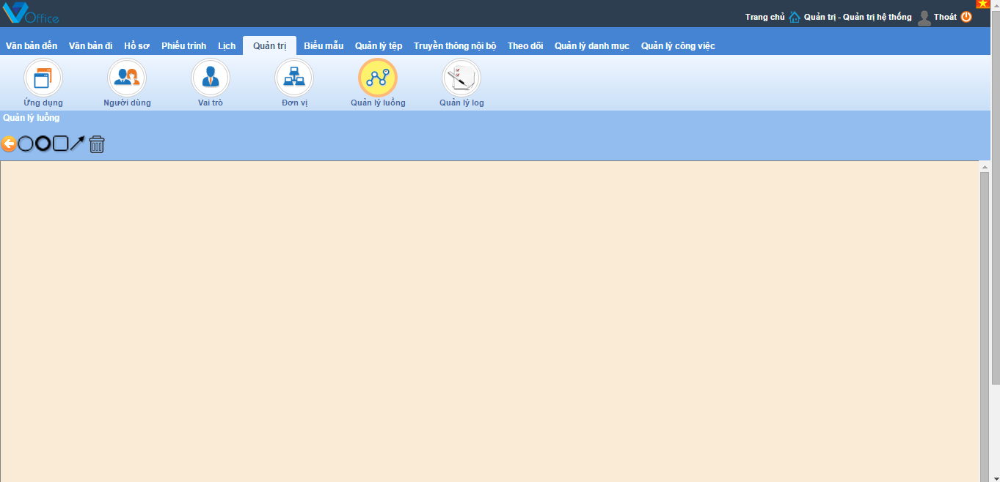 Office
Trang chủ Quản trị - Quản trị hệ thống Thoát
Văn bản đến Văn bản đi Hồ sơ Phiếu trình Lịch Quản trị Biểu mẫu Quản lý tệp Truyền thông nội bộ Theo dõi Quản lý danh mục Quản lý công việc
Ứng dụng Người dùng Vai trò Đơn vị Quản lý luồng Quản lý log
Quản lý luồng